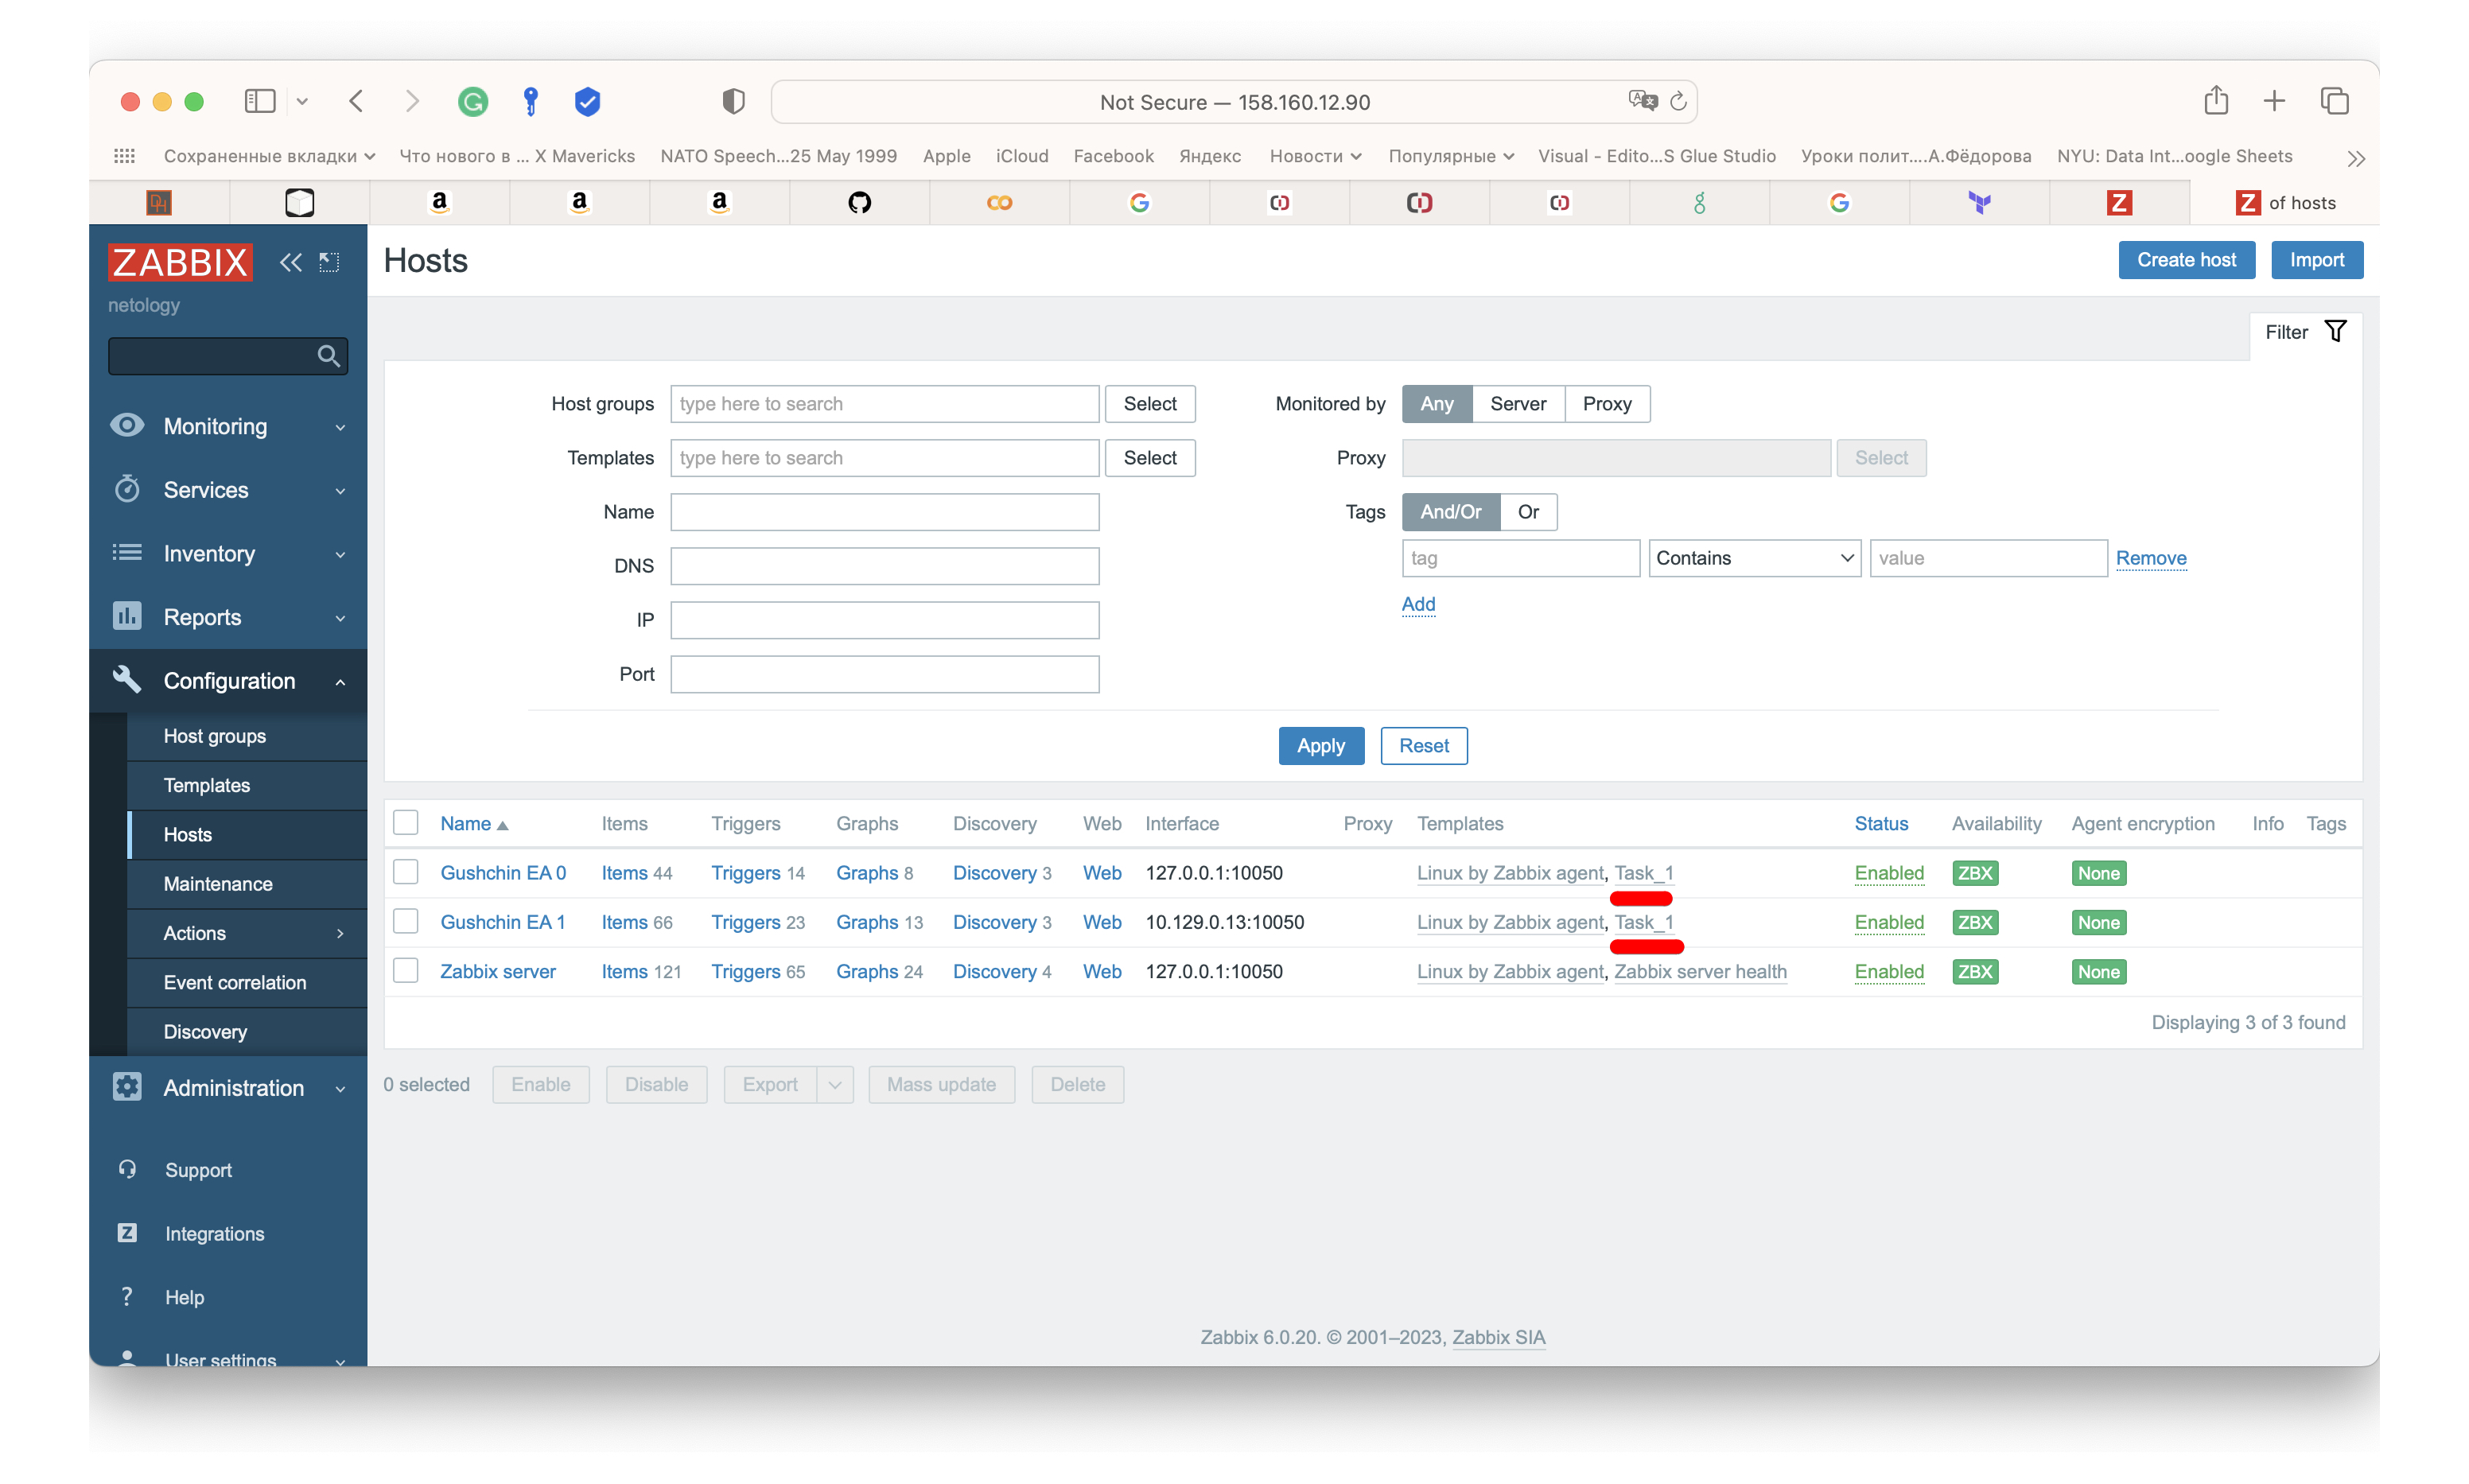 Not Secure — 158.160.12.90
Сохраненные вкладки Что нового в ... X Mavericks NATO Speech...25 May 1999 Apple iCloud Facebook Яндекс Новости Популярные Visual - Edito...S Glue Studio Уроки полит....А.Фёдорова NYU: Data Int...oogle Sheets
of hosts
ZABBIX
netology
Monitoring
Services
Inventory
Reports
Configuration
Host groups
Templates
Hosts
Maintenance
Actions
Event correlation
Discovery
Administration
Support
Integrations
Help
User settings
Hosts
Create host Import
Filter
Host groups type here to search Select
Templates type here to search Select
Name
DNS
IP
Port
Monitored by Any Server Proxy
Proxy Select
Tags And/Or Or
tag Contains value Remove
Add
Apply Reset
Name Items Triggers Graphs Discovery Web Interface Proxy Templates Status Availability Agent encryption Info Tags
Gushchin EA 0 Items 44 Triggers 14 Graphs 8 Discovery 3 Web 127.0.0.1:10050 Linux by Zabbix agent, Task_1 Enabled ZBX None
Gushchin EA 1 Items 66 Triggers 23 Graphs 13 Discovery 3 Web 10.129.0.13:10050 Linux by Zabbix agent, Task_1 Enabled ZBX None
Zabbix server Items 121 Triggers 65 Graphs 24 Discovery 4 Web 127.0.0.1:10050 Linux by Zabbix agent, Zabbix server health Enabled ZBX None
Displaying 3 of 3 found
0 selected Enable Disable Export Mass update Delete
Zabbix 6.0.20. © 2001–2023, Zabbix SIA